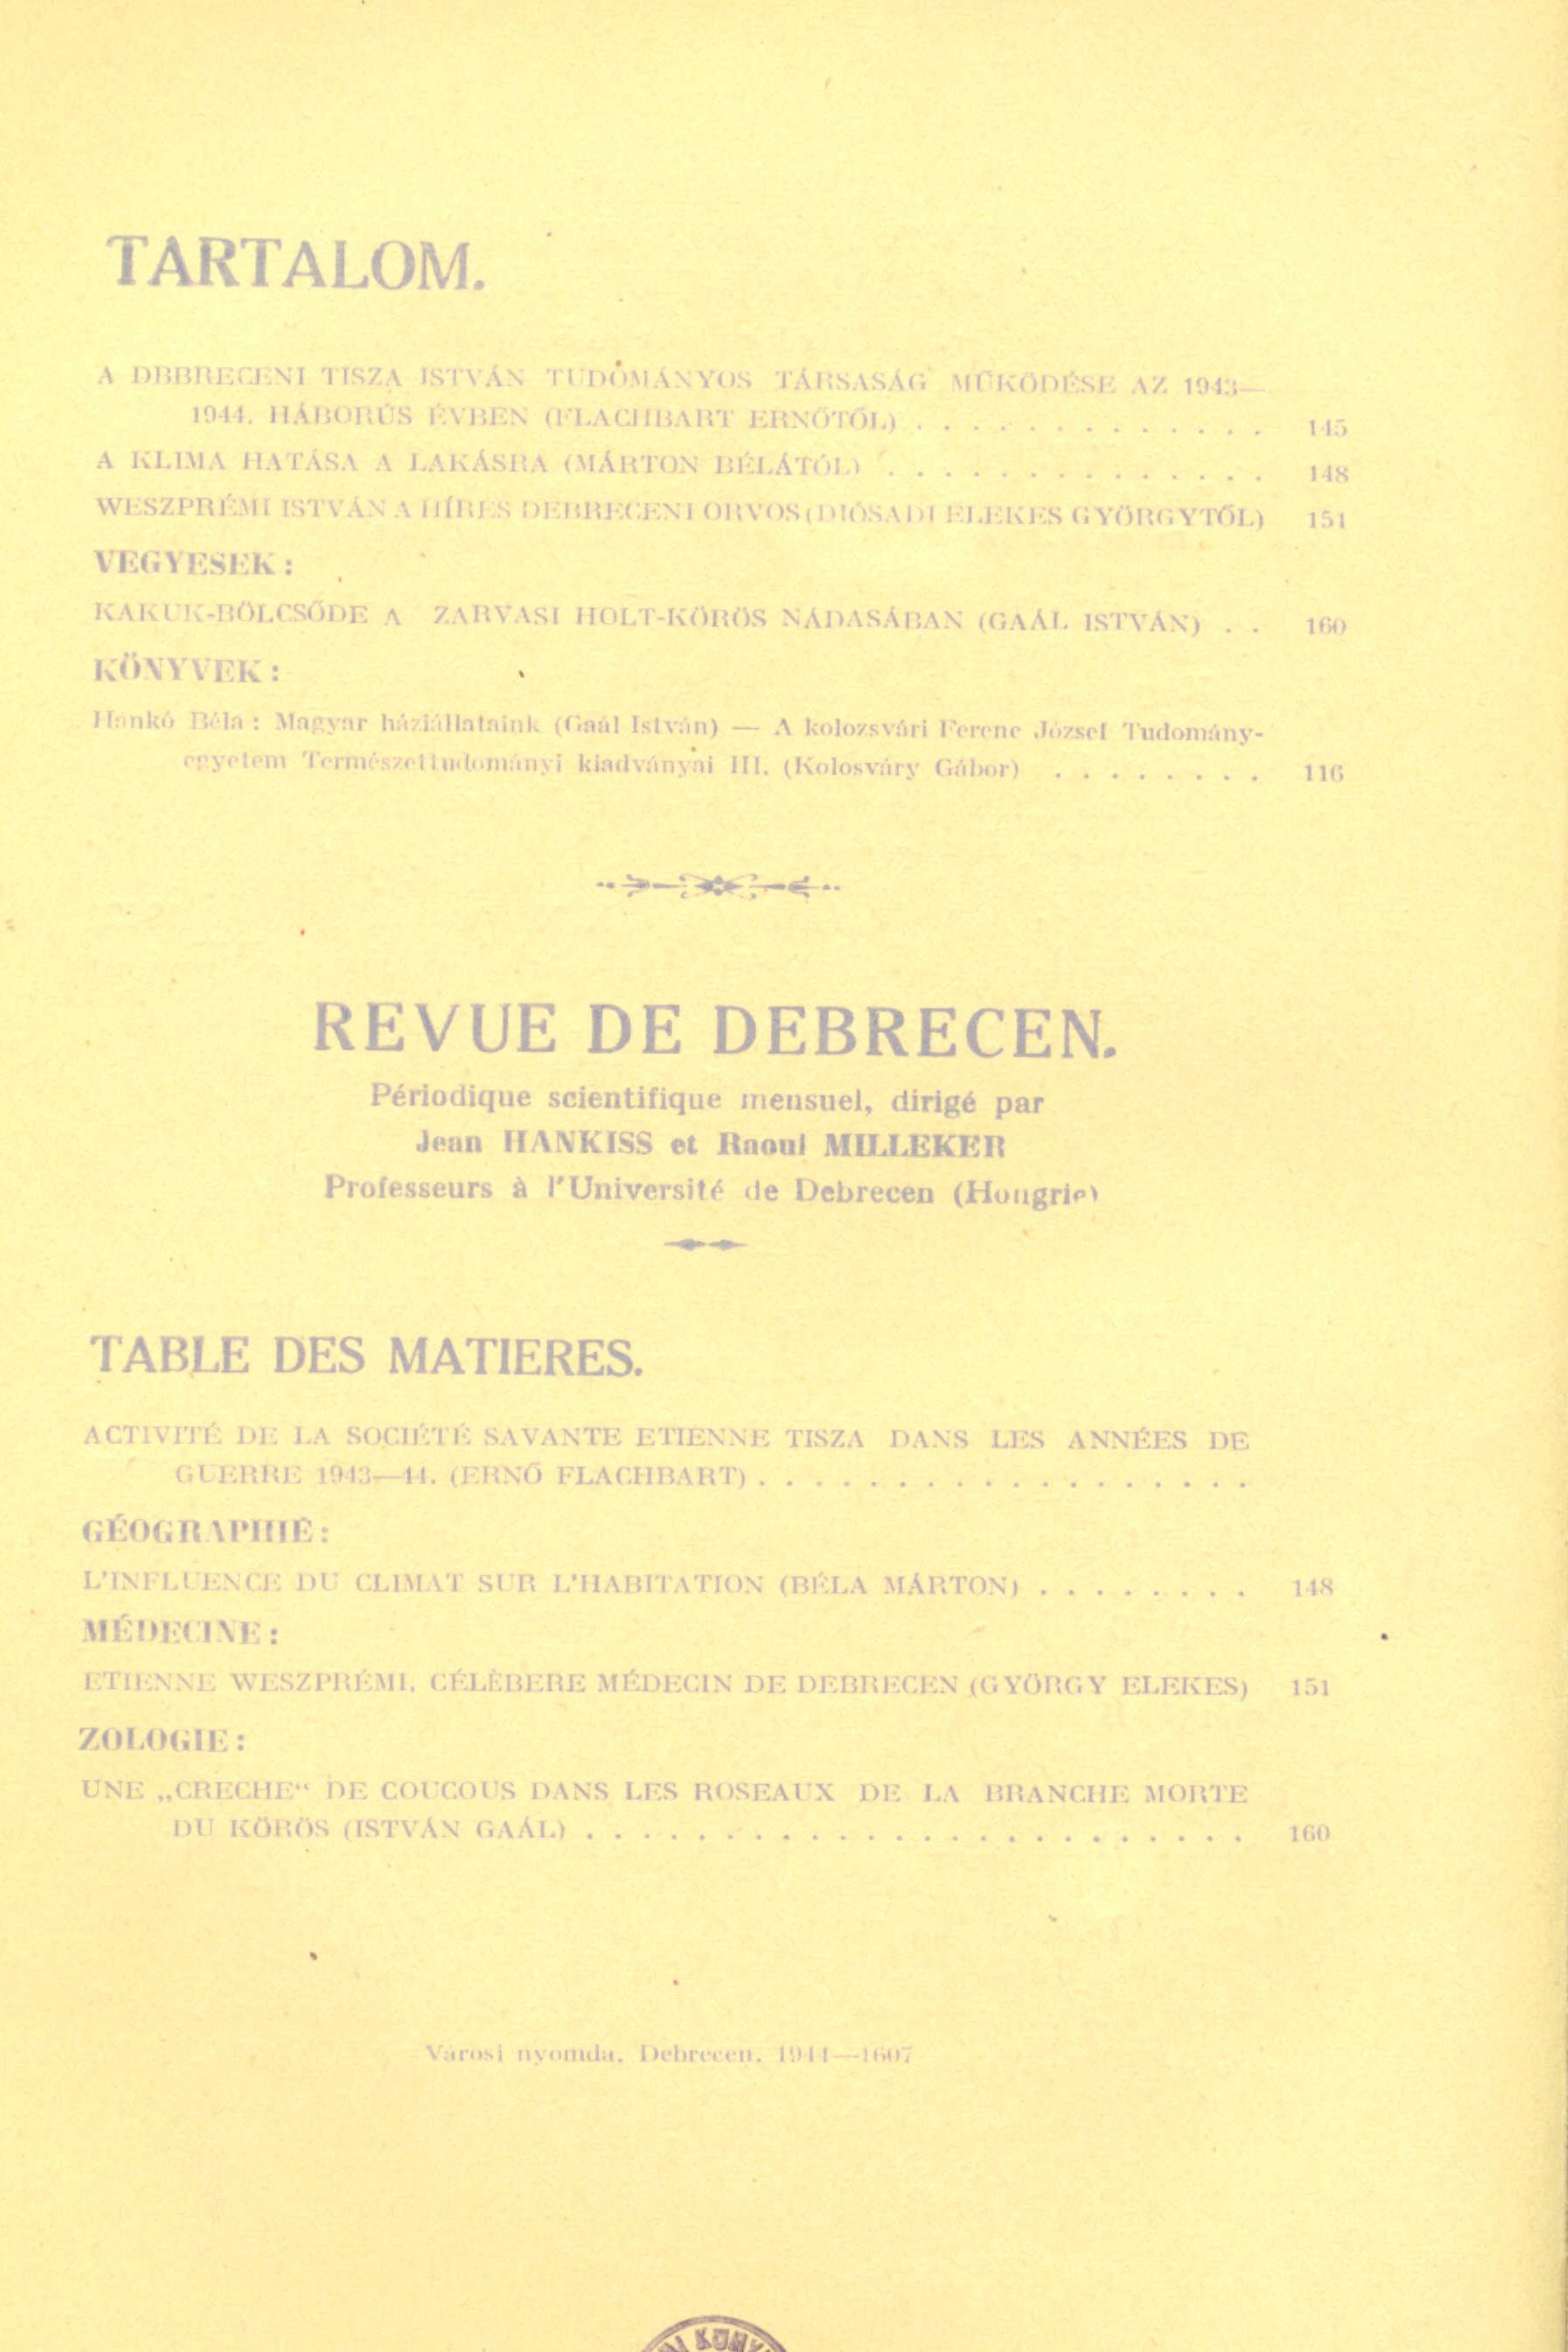 TARTALOM.
A DBBRECENI TISZA ISTVÁN TUDOMÁNYOS TÁRSASÁG MŰKÖDÉSE AZ 1943—
1944. HÁBORÚS ÉVBEN (FLACHBART ERNŐTŐL) . . . . . . . . . . . . . 145
A KLIMA HATÁSA A LAKÁSRA (MÁRTON BÉLÁTÓL) . . . . . . . . . . . . . . 148
WESZPRÉMI ISTVÁN A HÍRES DEBRECENI ORVOS (DIÓSADI ELEKES GYÖRGYTŐL) 151
VEGYESEK:
KAKUK-BÖLCSŐDE A ZARVASI HOLT-KÖRÖS NÁDASÁBAN (GAÁL ISTVÁN) . . 160
KÖNYVEK:
Hankó Béla: Magyar háziállataink (Gaál István) — A kolozsvári Ferenc József Tudomány-
egyetem Természettudományi kiadványai III. (Kolosváry Gábor) . . . . . . . . 116
REVUE DE DEBRECEN.
Périodique scientifique mensuel, dirigé par
Jean HANKISS et Raoul MILLEKER
Professeurs à l'Université de Debrecen (Hongrie)
TABLE DES MATIERES.
ACTIVITÉ DE LA SOCIÉTÉ SAVANTE ETIENNE TISZA DANS LES ANNÉES DE
GUERRE 1943—44. (ERNŐ FLACHBART) . . . . . . . . . . . . . . . . . .
GÉOGRAPHIE:
L'INFLUENCE DU CLIMAT SUR L'HABITATION (BÉLA MÁRTON) . . . . . . . . 148
MÉDECINE:
ETIENNE WESZPRÉMI, CÉLÈBERE MÉDECIN DE DEBRECEN (GYÖRGY ELEKES) 151
ZOLOGIE:
UNE „CRECHE“ DE COUCOUS DANS LES ROSEAUX DE LA BRANCHE MORTE
DU KÖRÖS (ISTVÁN GAÁL) . . . . . . . . . . . . . . . . . . . . . . . . 160
Városi nyomda, Debrecen. 1944—1607